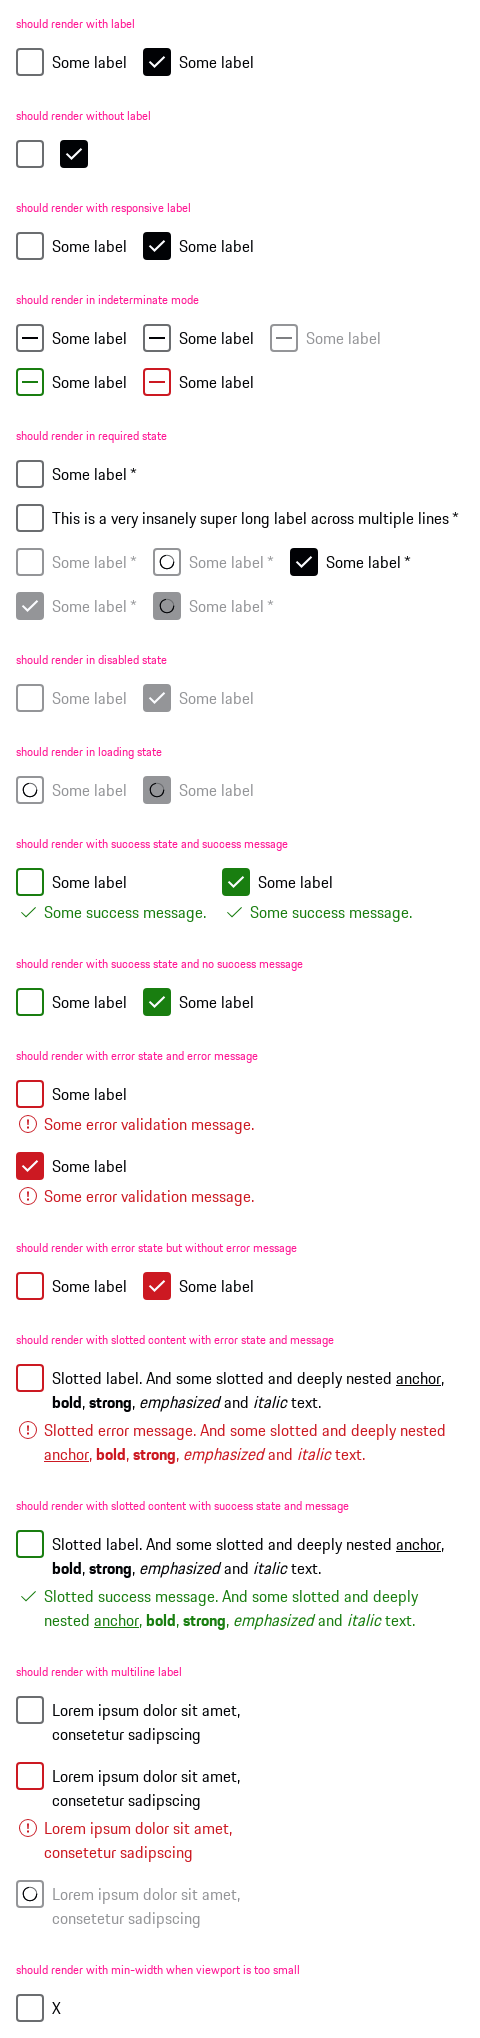 should render with label
Some label Some label
should render without label
should render with responsive label
Some label Some label
should render in indeterminate mode
Some label Some label Some label
Some label Some label
should render in required state
Some label *
This is a very insanely super long label across multiple lines *
Some label * Some label * Some label *
Some label * Some label *
should render in disabled state
Some label Some label
should render in loading state
Some label Some label
should render with success state and success message
Some label Some label
Some success message. Some success message.
should render with success state and no success message
Some label Some label
should render with error state and error message
Some label
Some error validation message.
Some label
Some error validation message.
should render with error state but without error message
Some label Some label
should render with slotted content with error state and message
Slotted label. And some slotted and deeply nested anchor,
bold, strong, emphasized and italic text.
Slotted error message. And some slotted and deeply nested
anchor, bold, strong, emphasized and italic text.
should render with slotted content with success state and message
Slotted label. And some slotted and deeply nested anchor,
bold, strong, emphasized and italic text.
Slotted success message. And some slotted and deeply
nested anchor, bold, strong, emphasized and italic text.
should render with multiline label
Lorem ipsum dolor sit amet,
consetetur sadipscing
Lorem ipsum dolor sit amet,
consetetur sadipscing
Lorem ipsum dolor sit amet,
consetetur sadipscing
Lorem ipsum dolor sit amet,
consetetur sadipscing
should render with min-width when viewport is too small
X